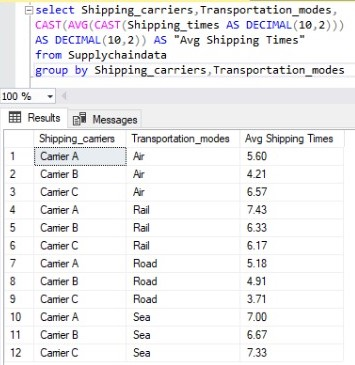 select Shipping_carriers,Transportation_modes,
CAST(AVG(CAST(Shipping_times AS DECIMAL(10,2)))
AS DECIMAL(10,2)) AS "Avg Shipping Times"
from Supplychaindata
group by Shipping_carriers,Transportation_modes
100 %
Results Messages
Shipping_carriers Transportation_modes Avg Shipping Times
1 Carrier A Air 5.60
2 Carrier B Air 4.21
3 Carrier C Air 6.57
4 Carrier A Rail 7.43
5 Carrier B Rail 6.33
6 Carrier C Rail 6.17
7 Carrier A Road 5.18
8 Carrier B Road 4.91
9 Carrier C Road 3.71
10 Carrier A Sea 7.00
11 Carrier B Sea 6.67
12 Carrier C Sea 7.33